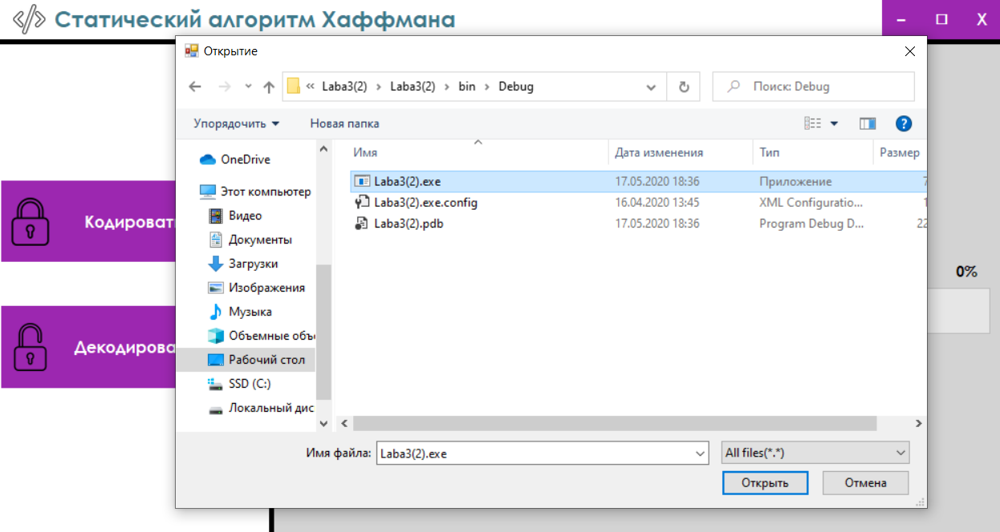 </> Статический алгоритм Хаффмана
– X
Открытие
« Laba3(2) › Laba3(2) › bin › Debug
Поиск: Debug
Упорядочить Новая папка ?
Имя Дата изменения Тип Размер
OneDrive
Этот компьютер
Видео
Документы
Загрузки
Изображения
Музыка
Объемные объ
Рабочий стол
SSD (C:)
Локальный дис
Laba3(2).exe 17.05.2020 18:36 Приложение 7
Laba3(2).exe.config 16.04.2020 13:45 XML Configuratio... 1
Laba3(2).pdb 17.05.2020 18:36 Program Debug D... 22
Кодироват
Декодирова
0%
Имя файла: Laba3(2).exe All files(*.*)
Открыть Отмена